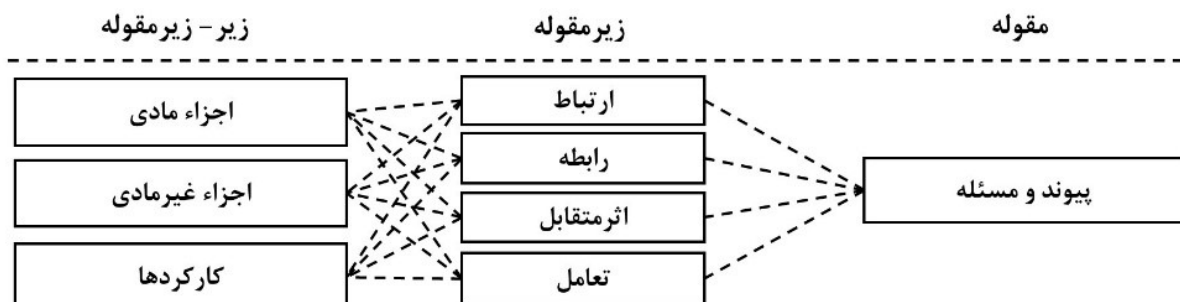 مقوله
زیرمقوله
زیر – زیرمقوله
پیوند و مسئله
ارتباط
رابطه
اثرمتقابل
تعامل
اجزاء مادی
اجزاء غیرمادی
کارکردها